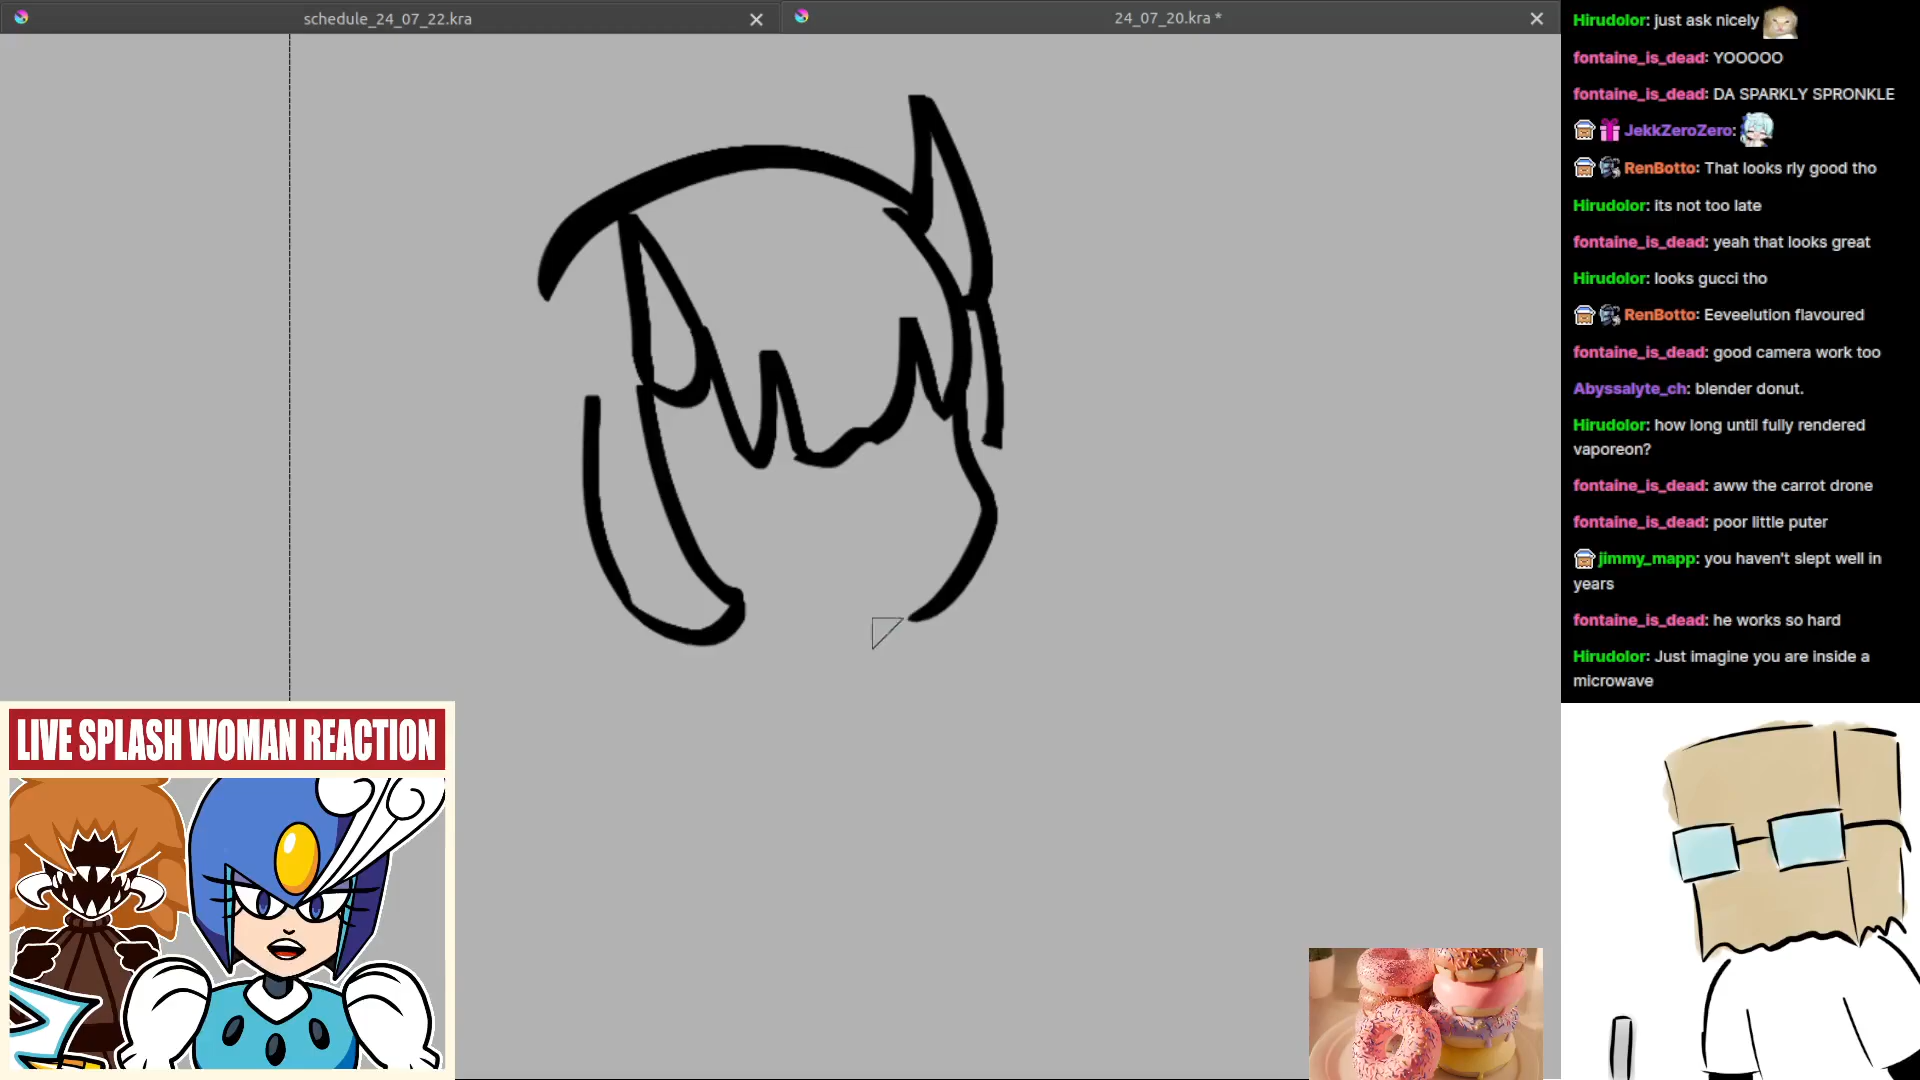 schedule_24_07_22.kra
24_07_20.kra *
Hirudolor: just ask nicely
fontaine_is_dead: YOOOOO
fontaine_is_dead: DA SPARKLY SPRONKLE
JekkZeroZero:
RenBotto: That looks rly good tho
Hirudolor: its not too late
fontaine_is_dead: yeah that looks great
Hirudolor: looks gucci tho
RenBotto: Eeveelution flavoured
fontaine_is_dead: good camera work too
Abyssalyte_ch: blender donut.
Hirudolor: how long until fully rendered
vaporeon?
fontaine_is_dead: aww the carrot drone
fontaine_is_dead: poor little puter
jimmy_mapp: you haven't slept well in
years
fontaine_is_dead: he works so hard
Hirudolor: Just imagine you are inside a
microwave
LIVE SPLASH WOMAN REACTION